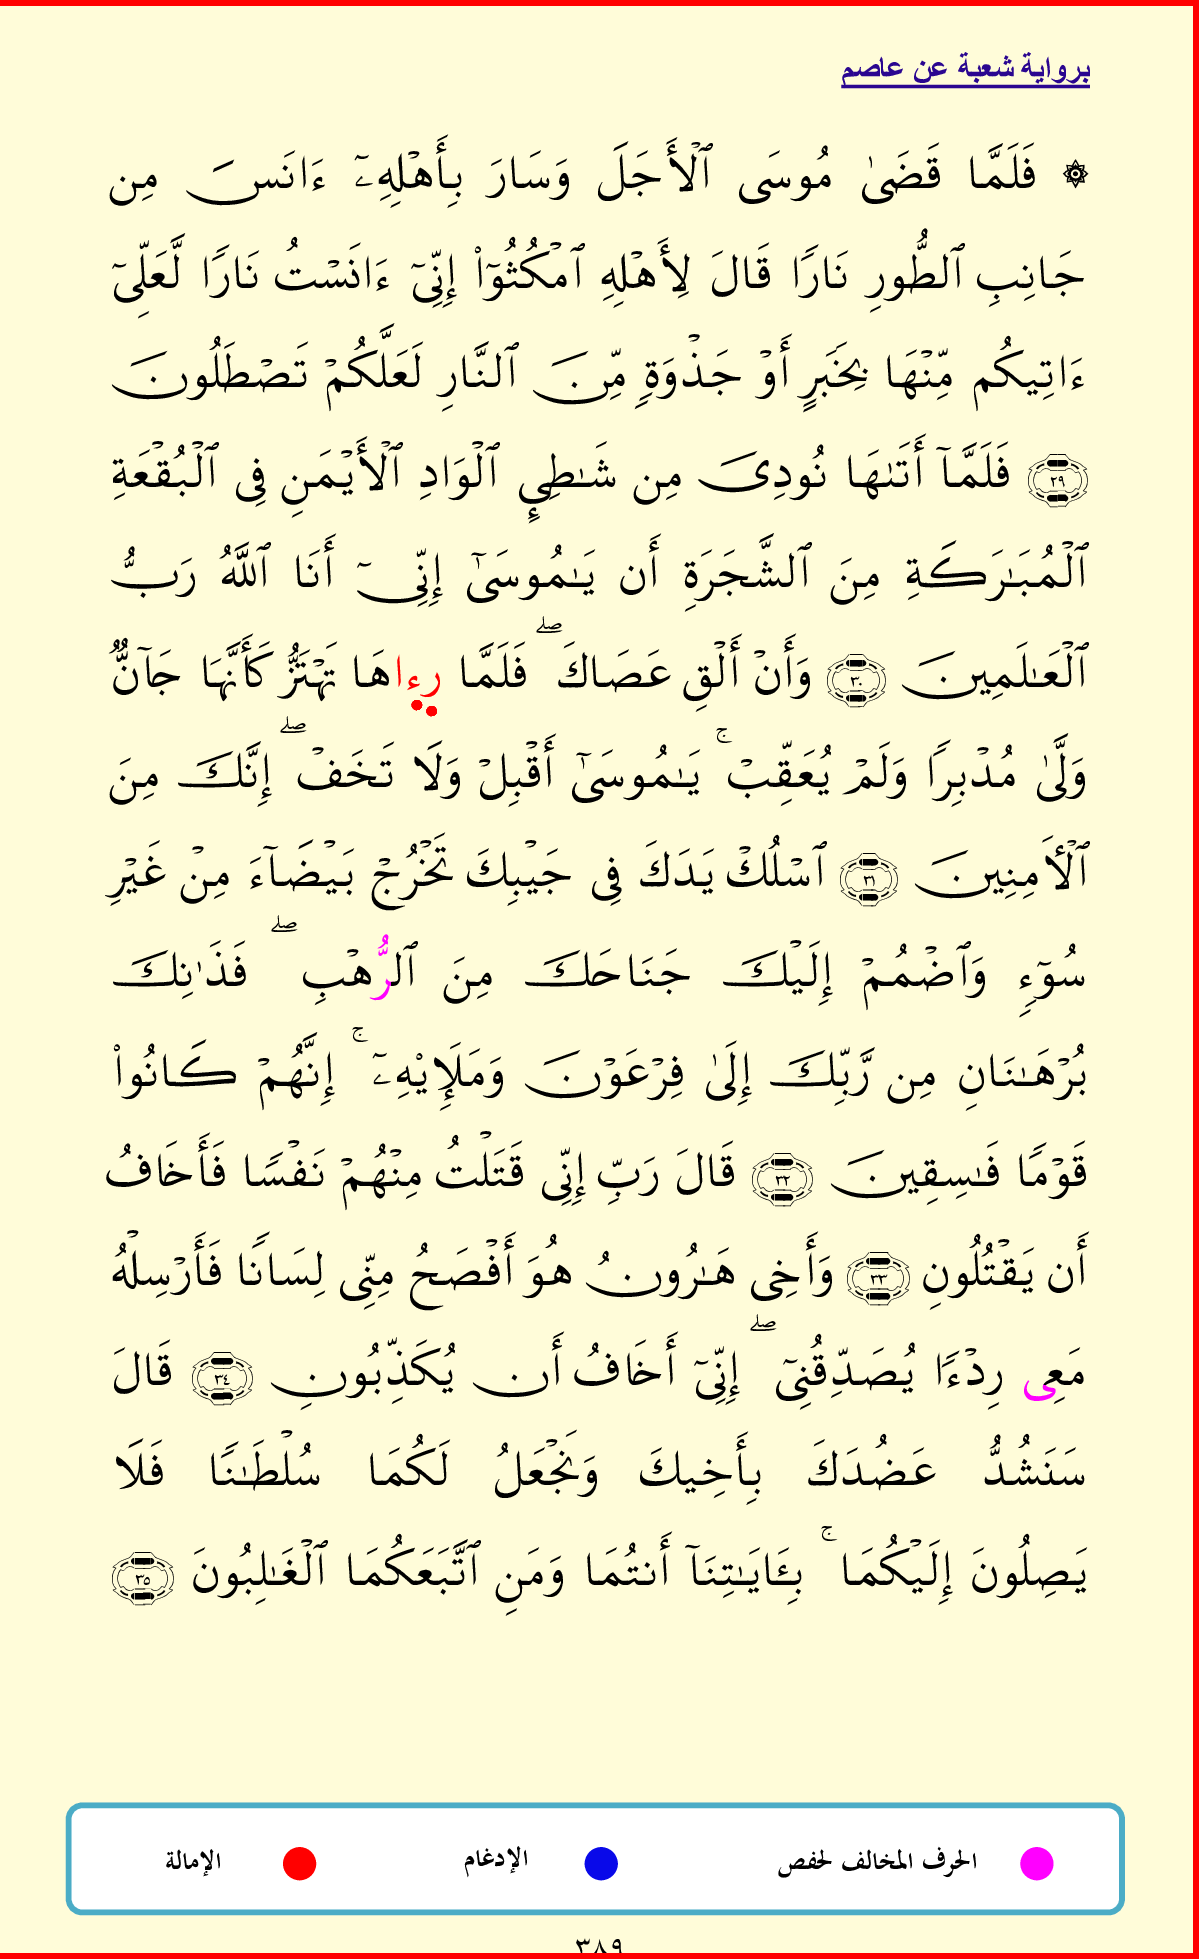 برواية شعبة عن عاصم
۞ فَلَمَّا قَضَىٰ مُوسَى ٱلْأَجَلَ وَسَارَ بِأَهْلِهِۦٓ ءَانَسَ مِن
جَانِبِ ٱلطُّورِ نَارًا قَالَ لِأَهْلِهِ ٱمْكُثُوٓا۟ إِنِّىٓ ءَانَسْتُ نَارًا لَّعَلِّىٓ
ءَاتِيكُم مِّنْهَا بِخَبَرٍ أَوْ جَذْوَةٍ مِّنَ ٱلنَّارِ لَعَلَّكُمْ تَصْطَلُونَ
٢٩ فَلَمَّآ أَتَىٰهَا نُودِىَ مِن شَـٰطِئِ ٱلْوَادِ ٱلْأَيْمَنِ فِى ٱلْبُقْعَةِ
ٱلْمُبَـٰرَكَةِ مِنَ ٱلشَّجَرَةِ أَن يَـٰمُوسَىٰٓ إِنِّىٓ أَنَا ٱللَّهُ رَبُّ
ٱلْعَـٰلَمِينَ ٣٠ وَأَنْ أَلْقِ عَصَاكَ ۖ فَلَمَّا رِءَاهَا تَهْتَزُّ كَأَنَّهَا جَآنٌّ
وَلَّىٰ مُدْبِرًا وَلَمْ يُعَقِّبْ ۚ يَـٰمُوسَىٰٓ أَقْبِلْ وَلَا تَخَفْ ۖ إِنَّكَ مِنَ
ٱلْأَمِنِينَ ٣١ ٱسْلُكْ يَدَكَ فِى جَيْبِكَ تَخْرُجْ بَيْضَآءَ مِنْ غَيْرِ
سُوٓءٍ وَٱضْمُمْ إِلَيْكَ جَنَاحَكَ مِنَ ٱلرُّهْبِ ۖ فَذَٰنِكَ
بُرْهَـٰنَانِ مِن رَّبِّكَ إِلَىٰ فِرْعَوْنَ وَمَلَإِيْهِۦٓ ۚ إِنَّهُمْ كَانُوا۟
قَوْمًا فَـٰسِقِينَ ٣٢ قَالَ رَبِّ إِنِّى قَتَلْتُ مِنْهُمْ نَفْسًا فَأَخَافُ
أَن يَقْتُلُونِ ٣٣ وَأَخِى هَـٰرُونُ هُوَ أَفْصَحُ مِنِّى لِسَانًا فَأَرْسِلْهُ
مَعِى رِدْءًا يُصَدِّقُنِىٓ ۖ إِنِّىٓ أَخَافُ أَن يُكَذِّبُونِ ٣٤ قَالَ
سَنَشُدُّ عَضُدَكَ بِأَخِيكَ وَنَجْعَلُ لَكُمَا سُلْطَـٰنًا فَلَا
يَصِلُونَ إِلَيْكُمَا ۚ بِـَٔايَـٰتِنَآ أَنتُمَا وَمَنِ ٱتَّبَعَكُمَا ٱلْغَـٰلِبُونَ ٣٥
الحرف المخالف لحفص الإدغام الإمالة
٣٨٩